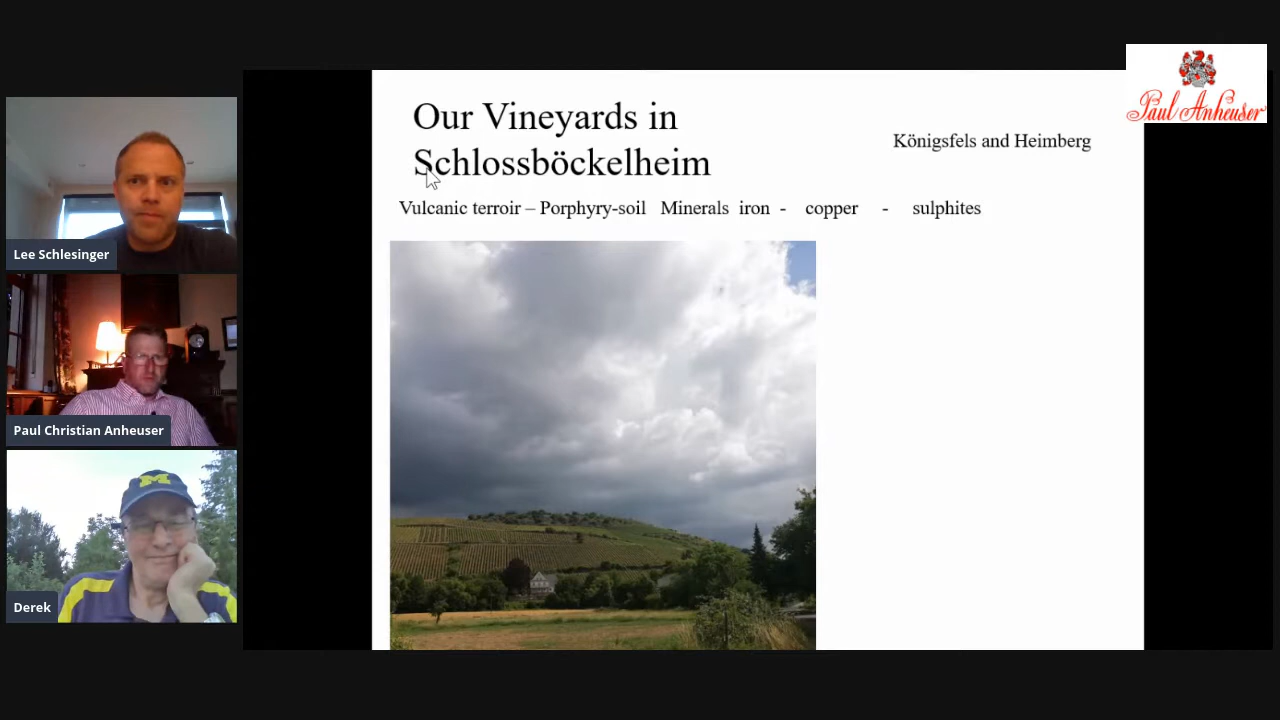 Paul Anheuser
Our Vineyards in
Schlossböckelheim
Königsfels and Heimberg
Vulcanic terroir – Porphyry-soil Minerals iron - copper - sulphites
Lee Schlesinger
Paul Christian Anheuser
M
Derek